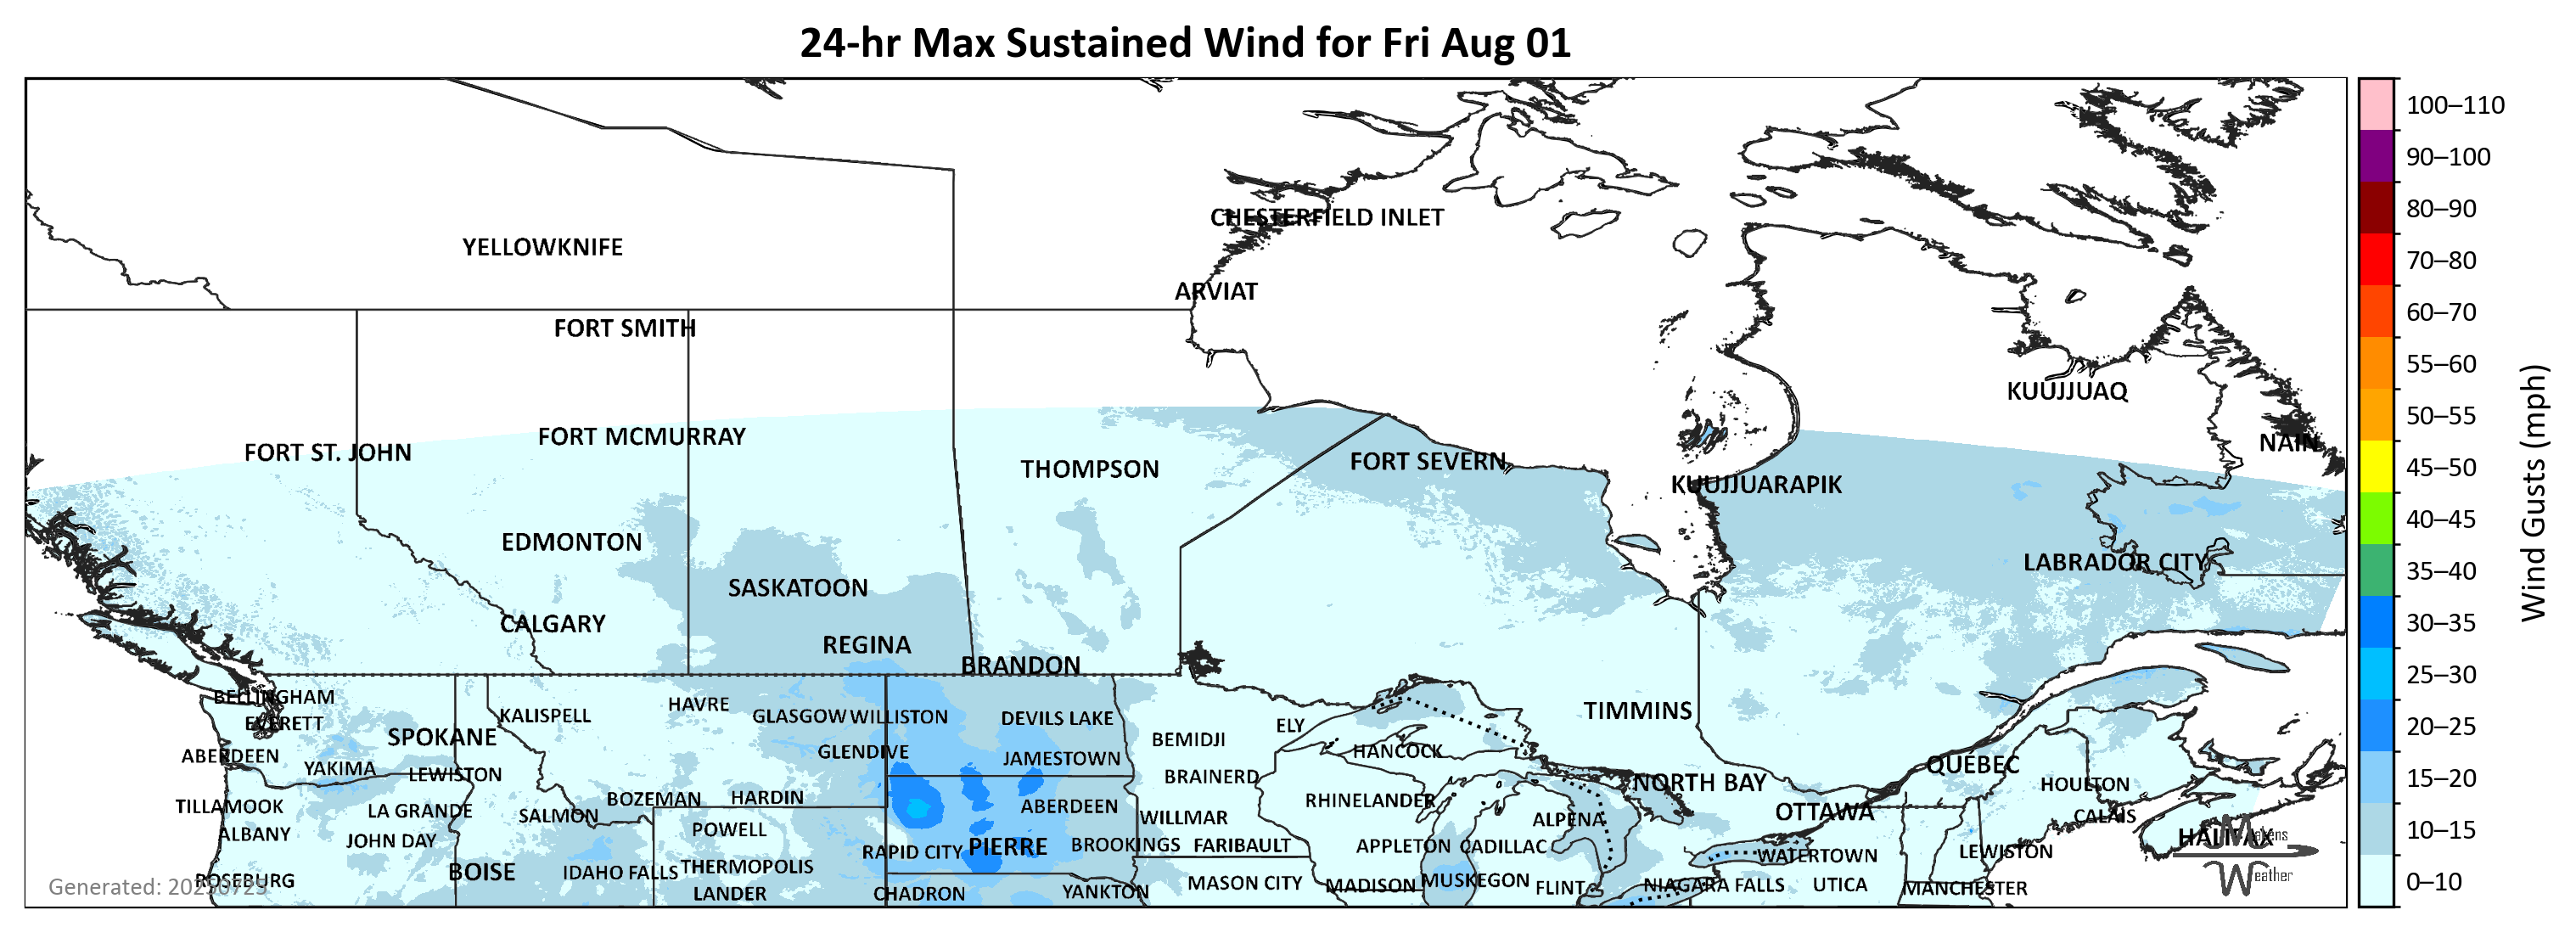 24-hr Max Sustained Wind for Fri Aug 01
100–110
90–100
80–90
70–80
60–70
55–60
50–55
45–50
40–45
35–40
30–35
25–30
20–25
15–20
10–15
0–10
Wind Gusts (mph)
CHESTERFIELD INLET
YELLOWKNIFE
ARVIAT
FORT SMITH
KUUJJUAQ
FORT MCMURRAY
NAIN
FORT ST. JOHN
FORT SEVERN
THOMPSON
KUUJJUARAPIK
EDMONTON
LABRADOR CITY
SASKATOON
CALGARY
REGINA
BRANDON
BELLINGHAM
HAVRE
TIMMINS
KALISPELL
GLASGOW
WILLISTON
DEVILS LAKE
EVERETT
ELY
SPOKANE
BEMIDJI
GLENDIVE
HANCOCK
ABERDEEN
JAMESTOWN
QUÉBEC
YAKIMA
LEWISTON
BRAINERD
NORTH BAY
HOULTON
BOZEMAN
HARDIN
RHINELANDER
TILLAMOOK
LA GRANDE
ABERDEEN
SALMON
WILLMAR
ALPENA
OTTAWA
CALAIS
ALBANY
POWELL
HALIFAX
JOHN DAY
PIERRE
BROOKINGS
FARIBAULT
APPLETON
CADILLAC
RAPID CITY
WATERTOWN
LEWISTON
BOISE
IDAHO FALLS
THERMOPOLIS
ROSEBURG
MUSKEGON
MASON CITY
MADISON
FLINT
NIAGARA FALLS
UTICA
MANCHESTER
LANDER
CHADRON
YANKTON
Makens
Weather
Generated: 20250725